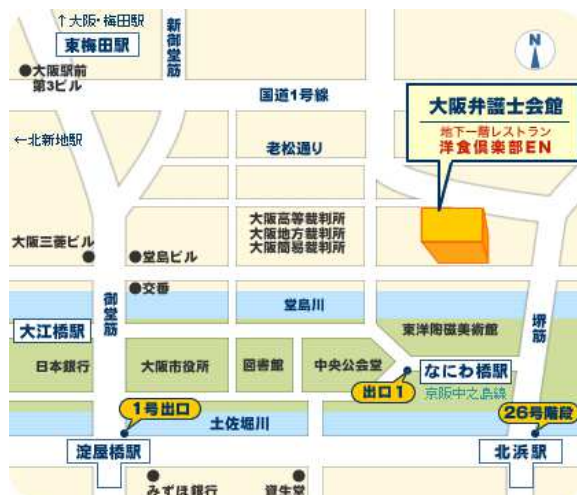 ↑大阪・梅田駅
東梅田駅
新御堂筋
N
●大阪駅前
第3ビル
国道1号線
大阪弁護士会館
地下一階レストラン
洋食倶楽部EN
←北新地駅
老松通り
大阪高等裁判所
大阪地方裁判所
大阪簡易裁判所
大阪三菱ビル
●堂島ビル
●交番
御堂筋
堂島川
堺筋
大江橋駅
東洋陶磁美術館
日本銀行
大阪市役所
図書館
中央公会堂
なにわ橋駅
出口1
京阪中之島線
1号出口
土佐堀川
26号階段
淀屋橋駅
北浜駅
みずほ銀行
資生堂